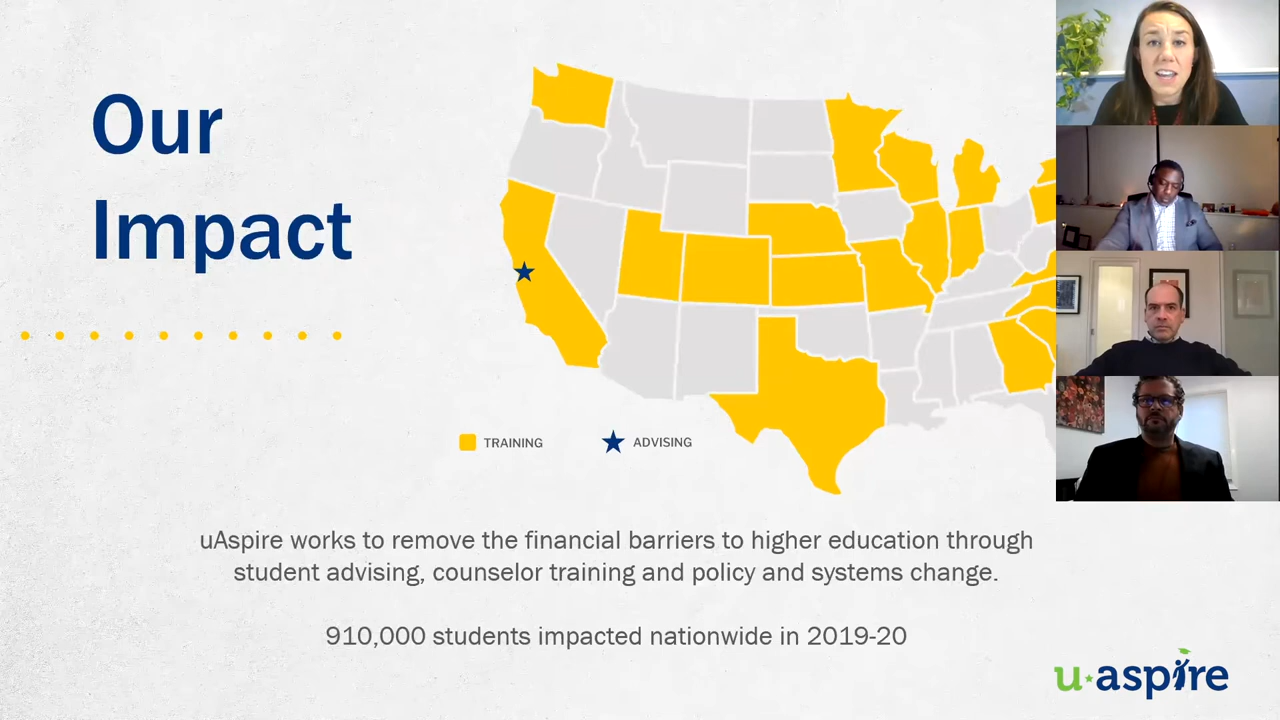 Our
Impact
TRAINING
ADVISING
uAspire works to remove the financial barriers to higher education through
student advising, counselor training and policy and systems change.
910,000 students impacted nationwide in 2019-20
u aspire